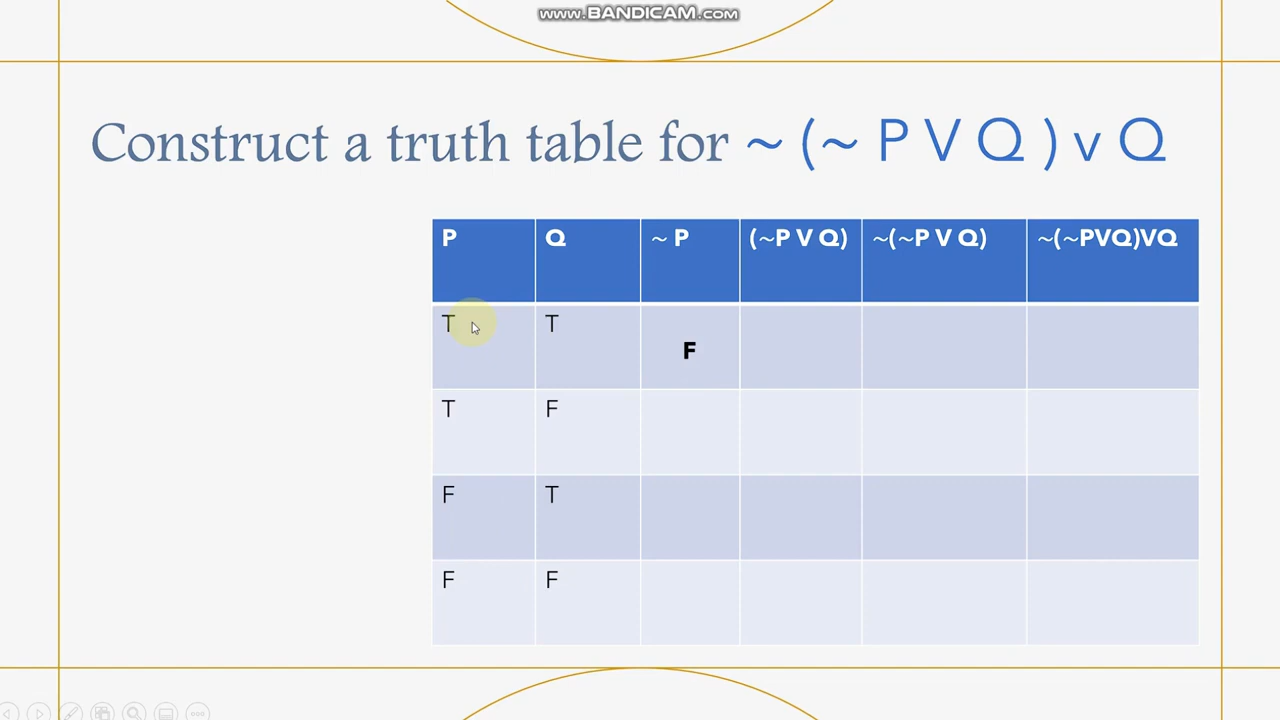 www.BANDICAM.com
Construct a truth table for ~ (~ P V Q ) v Q
P Q ~ P (~P V Q) ~(~P V Q) ~(~PVQ)VQ
T T F
T F
F T
F F